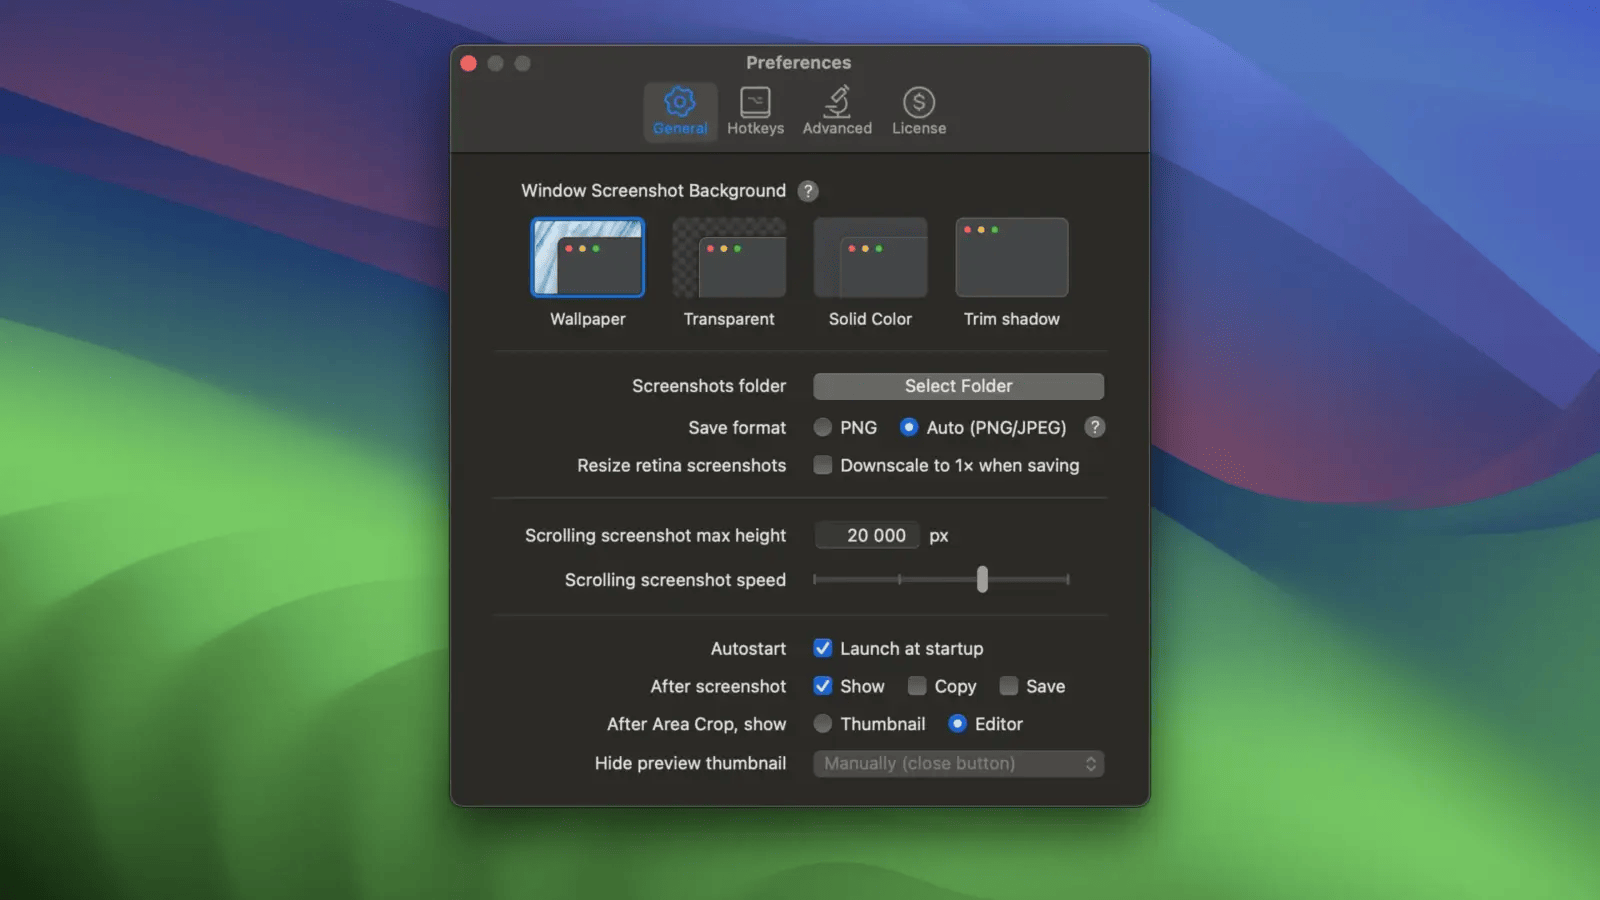 Preferences
General Hotkeys Advanced License
Window Screenshot Background ?
Wallpaper Transparent Solid Color Trim shadow
Screenshots folder Select Folder
Save format PNG Auto (PNG/JPEG) ?
Resize retina screenshots Downscale to 1× when saving
Scrolling screenshot max height 20 000 px
Scrolling screenshot speed
Autostart Launch at startup
After screenshot Show Copy Save
After Area Crop, show Thumbnail Editor
Hide preview thumbnail Manually (close button)